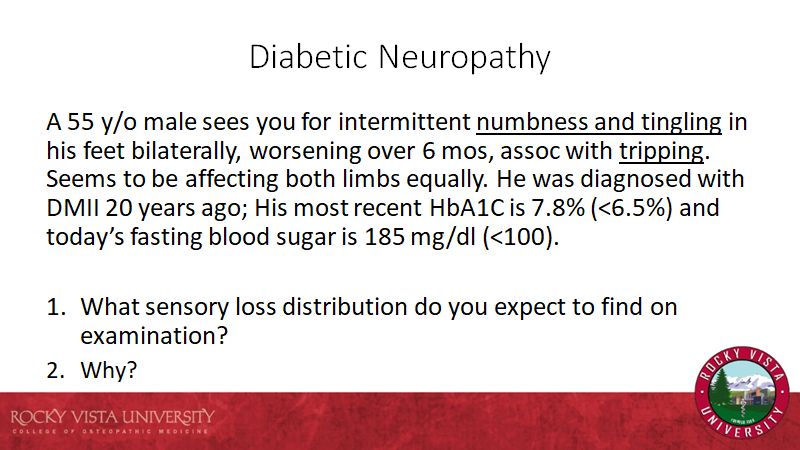 Diabetic Neuropathy
A 55 y/o male sees you for intermittent numbness and tingling in
his feet bilaterally, worsening over 6 mos, assoc with tripping.
Seems to be affecting both limbs equally. He was diagnosed with
DMII 20 years ago; His most recent HbA1C is 7.8% (<6.5%) and
today's fasting blood sugar is 185 mg/dl (<100).
1. What sensory loss distribution do you expect to find on
examination?
2. Why?
ROCKY VISTA UNIVERSITY
COLLEGE OF OSTEOPATHIC MEDICINE
ROCKY VISTA
UNIVERSITY